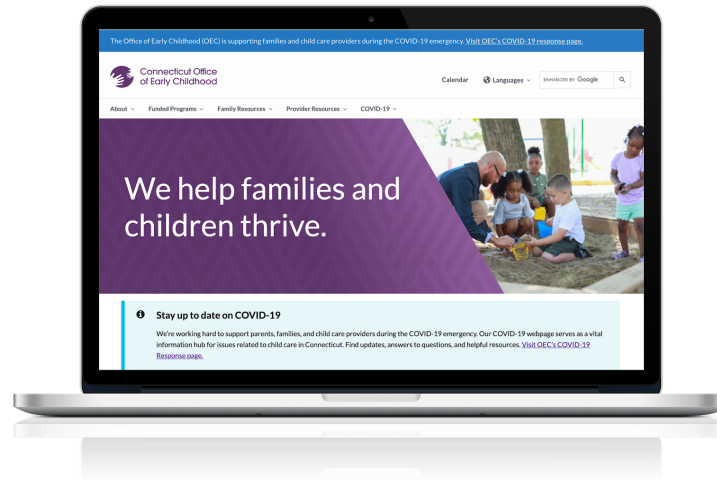 The Office of Early Childhood (OEC) is supporting families and child care providers during the COVID-19 emergency. Visit OEC's COVID-19 response page.
Connecticut Office
of Early Childhood
Calendar
Languages
ENHANCED BY Google
About
Funded Programs
Family Resources
Provider Resources
COVID-19
We help families and
children thrive.
Stay up to date on COVID-19
We're working hard to support parents, families, and child care providers during the COVID-19 emergency. Our COVID-19 webpage serves as a vital
information hub for issues related to child care in Connecticut. Find updates, answers to questions, and helpful resources. Visit OEC's COVID-19
Response page.